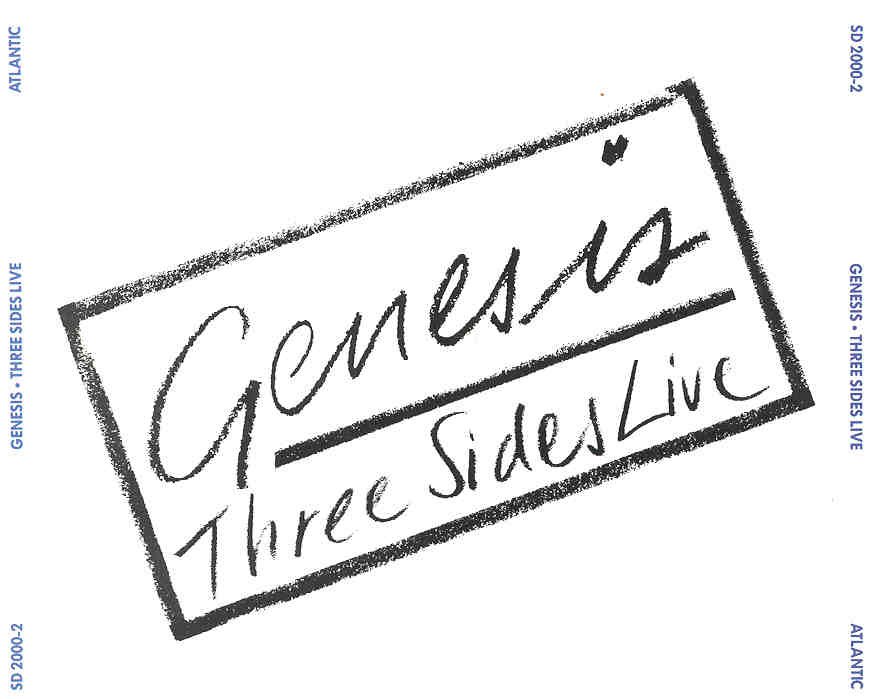 ATLANTIC
GENESIS • THREE SIDES LIVE
SD 2000-2
Genesis
Three Sides Live
SD 2000-2
GENESIS • THREE SIDES LIVE
ATLANTIC